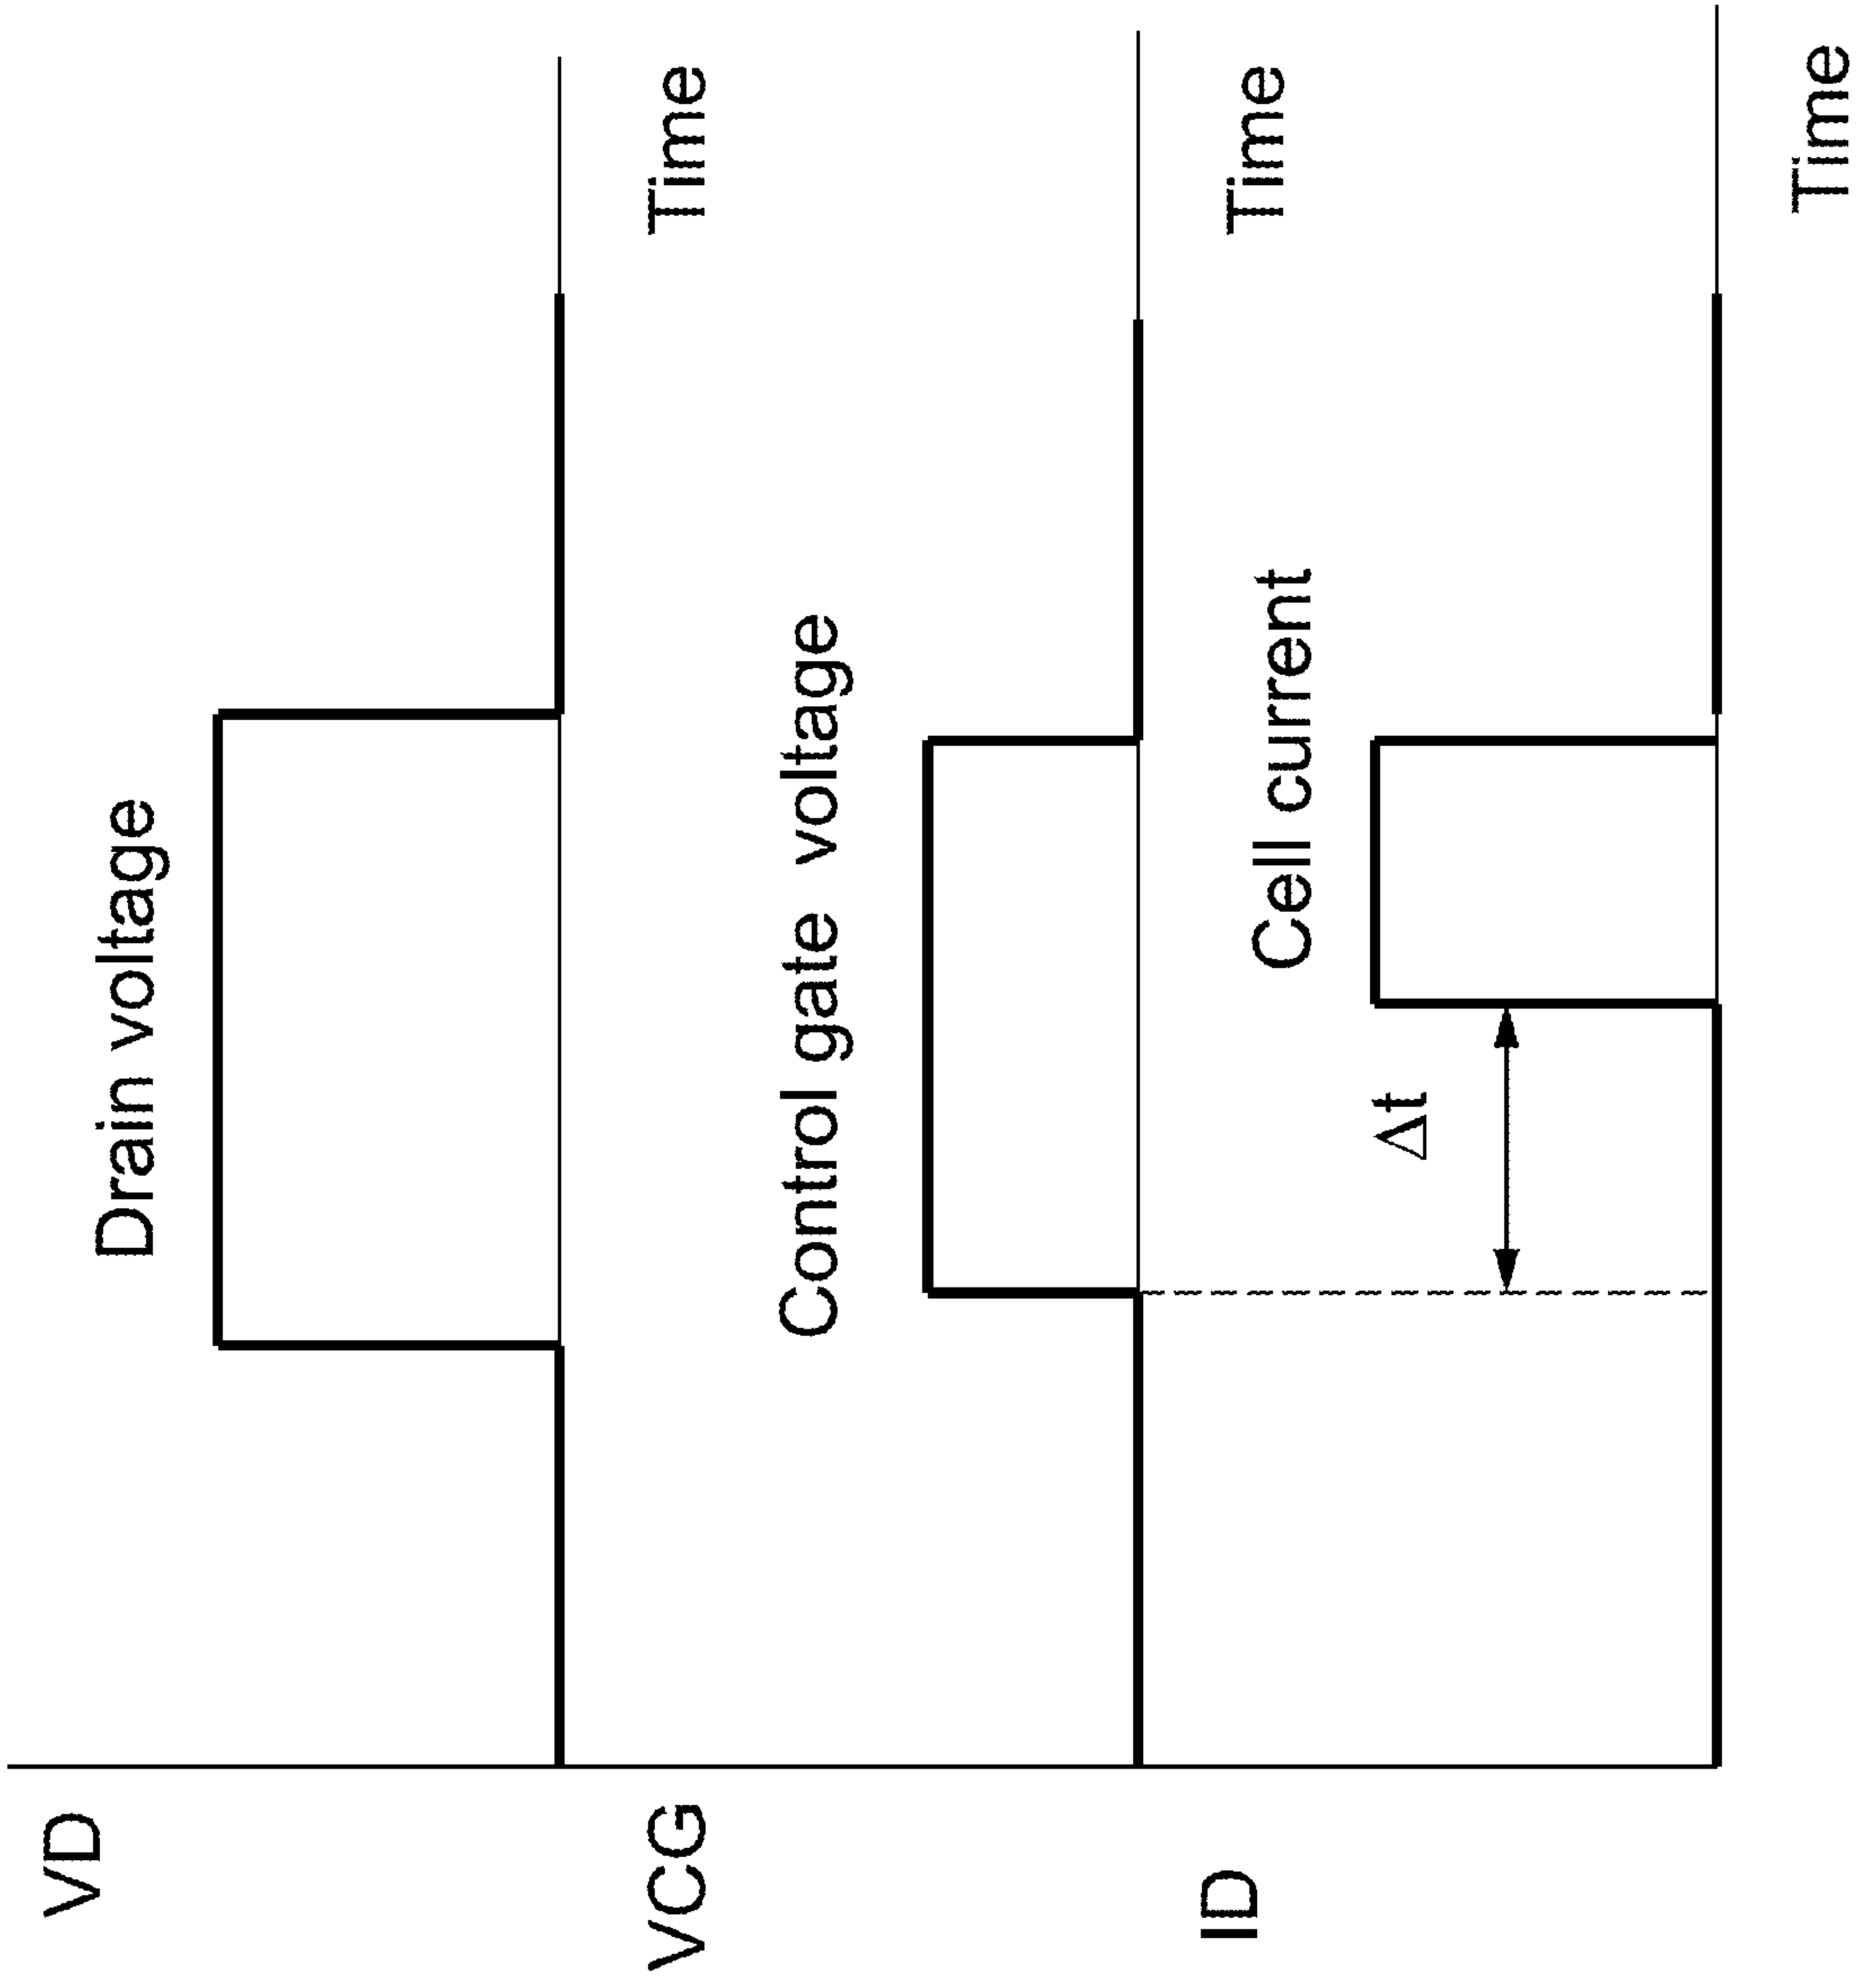 VD
Drain voltage
Time
VCG
Control gate voltage
Time
ID
Cell current
Δt
Time